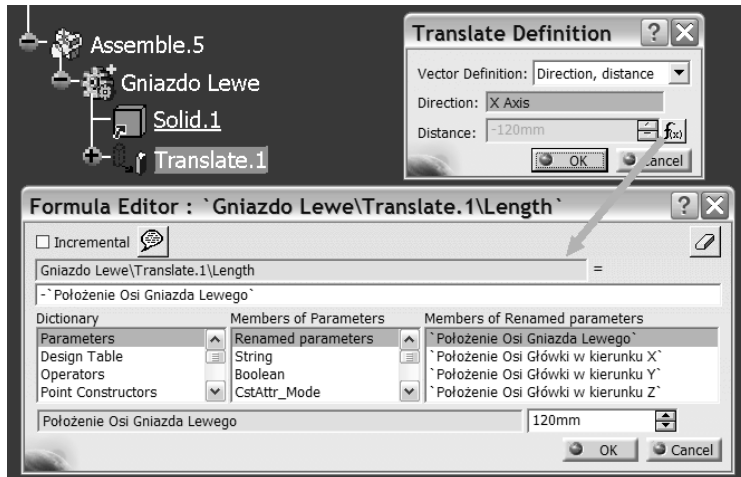 Assemble.5
Gniazdo Lewe
Solid.1
Translate.1
Translate Definition
Vector Definition: Direction, distance
Direction: X Axis
Distance: -120mm f(x)
OK Cancel
Formula Editor : `Gniazdo Lewe\Translate.1\Length`
Incremental
Gniazdo Lewe\Translate.1\Length =
-`Położenie Osi Gniazda Lewego`
Dictionary Members of Parameters Members of Renamed parameters
Parameters Renamed parameters `Położenie Osi Gniazda Lewego`
Design Table String `Położenie Osi Główki w kierunku X`
Operators Boolean `Położenie Osi Główki w kierunku Y`
Point Constructors CstAttr_Mode `Położenie Osi Główki w kierunku Z`
Położenie Osi Gniazda Lewego 120mm
OK Cancel